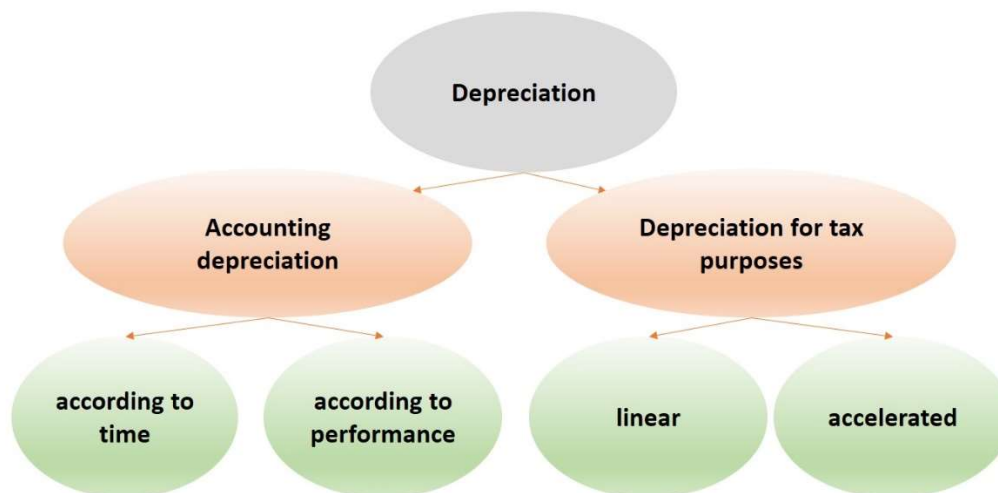 Depreciation
Accounting
depreciation
Depreciation for tax
purposes
according to
time
according to
performance
linear
accelerated